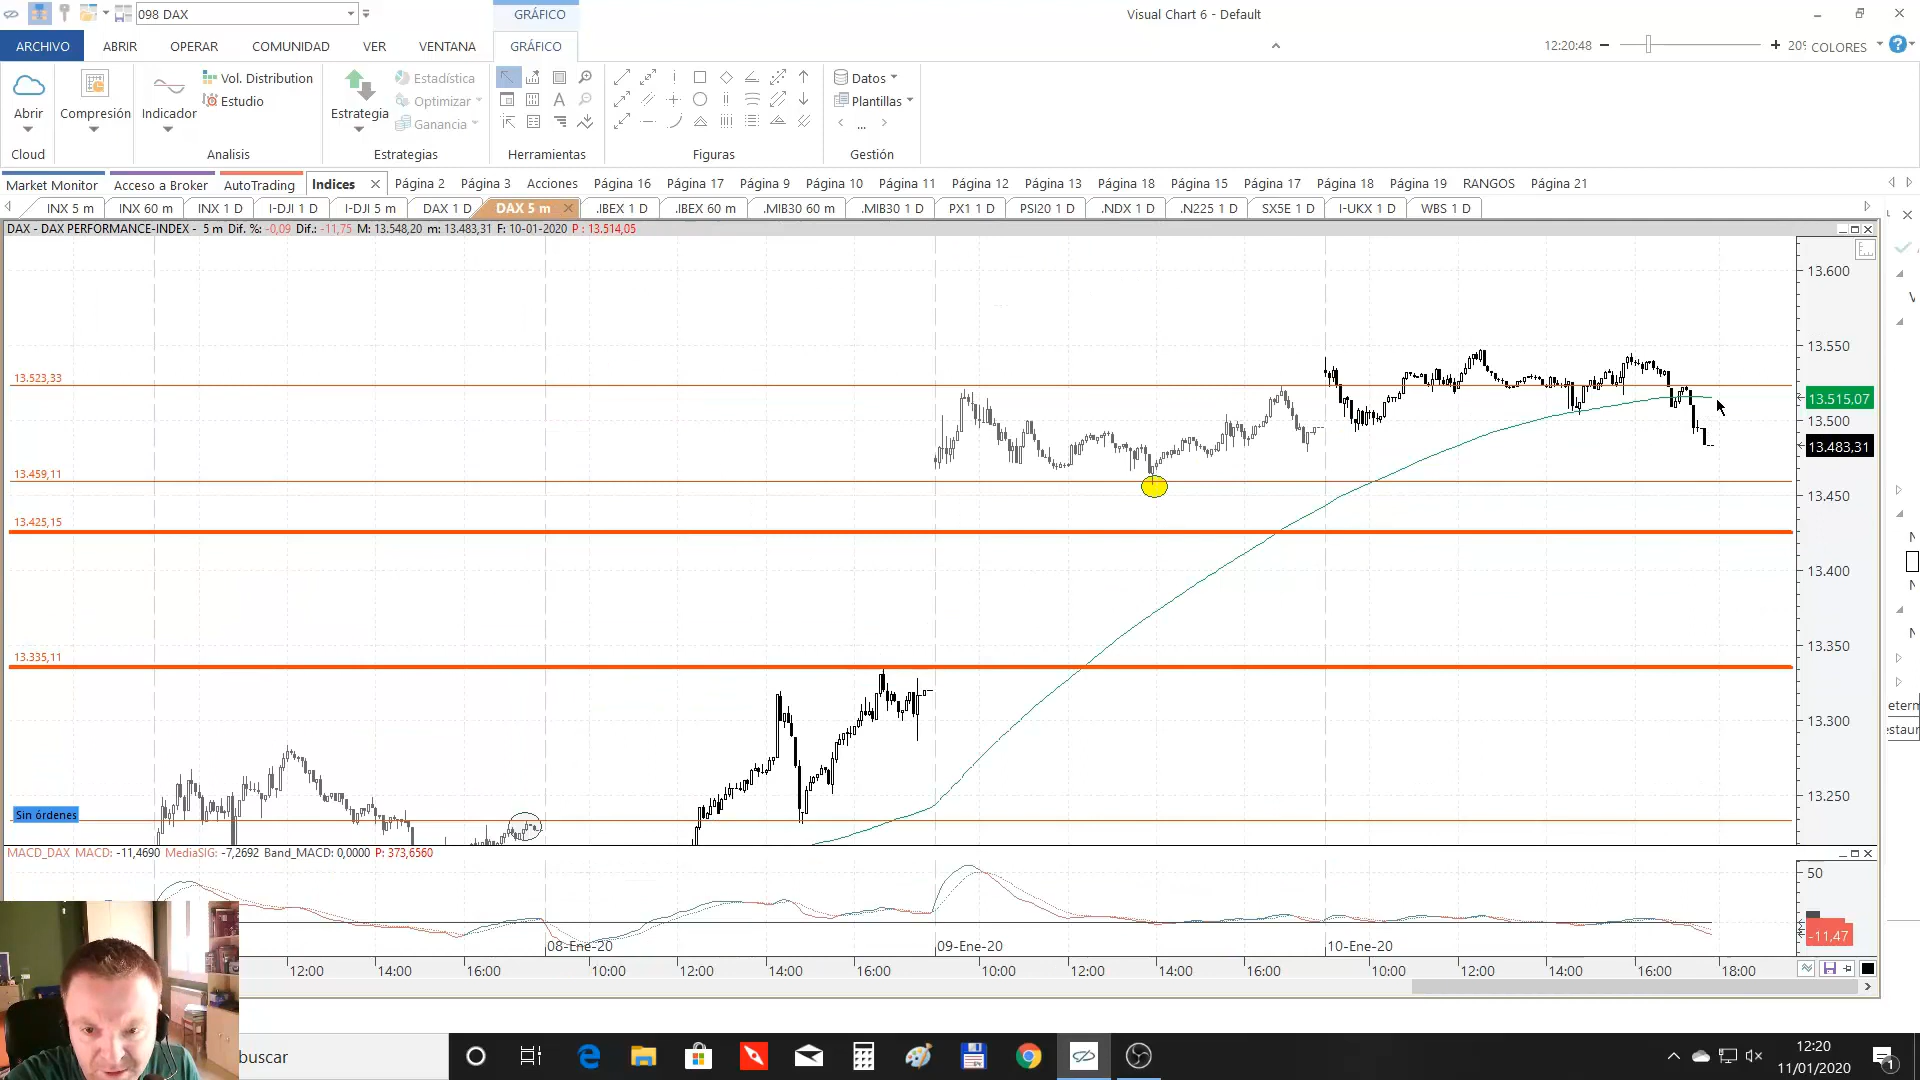 098 DAX
GRÁFICO
Visual Chart 6 - Default
ARCHIVO ABRIR OPERAR COMUNIDAD VER VENTANA GRÁFICO
12:20:48 20% COLORES
Abrir Compresión Indicador Vol. Distribution
Estudio
Estrategia Estadística
Optimizar
Ganancia
Datos
Plantillas
Cloud Analisis Estrategias Herramientas Figuras Gestión
Market Monitor Acceso a Broker AutoTrading Indices Página 2 Página 3 Acciones Página 16 Página 17 Página 9 Página 10 Página 11 Página 12 Página 13 Página 18 Página 15 Página 17 Página 18 Página 19 RANGOS Página 21
INX 5 m INX 60 m INX 1 D I-DJI 1 D I-DJI 5 m DAX 1 D DAX 5 m .IBEX 1 D .IBEX 60 m .MIB30 60 m .MIB30 1 D PX1 1 D PSI20 1 D .NDX 1 D .N225 1 D SX5E 1 D I-UKX 1 D WBS 1 D
DAX - DAX PERFORMANCE-INDEX - 5 m Dif. %: -0,09 Dif.: -11,75 M: 13.548,20 m: 13.483,31 F: 10-01-2020 P : 13.514,05
13.600
13.550
13.523,33
13.515,07
13.500
13.483,31
13.459,11
13.450
13.425,15
13.400
13.335,11
13.350
13.300
13.250
Sin órdenes
MACD_DAX MACD: -11,4690 MediaSIG: -7,2692 Band_MACD: 0,0000 P: 373,6560
50
-11,47
08-Ene-20 09-Ene-20 10-Ene-20
12:00 14:00 16:00 10:00 12:00 14:00 16:00 10:00 12:00 14:00 16:00 10:00 12:00 14:00 16:00 18:00
buscar
12:20
11/01/2020
1